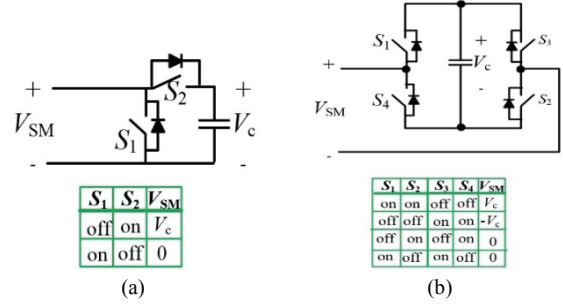 S1
S2
+
VSM
-
+
Vc
-
S1 S2 VSM
off on Vc
on off 0
(a)
S1
S4
S3
S2
+
Vc
-
+
VSM
-
S1 S2 S3 S4 VSM
on on off off Vc
off off on on -Vc
off on off on 0
on off on off 0
(b)